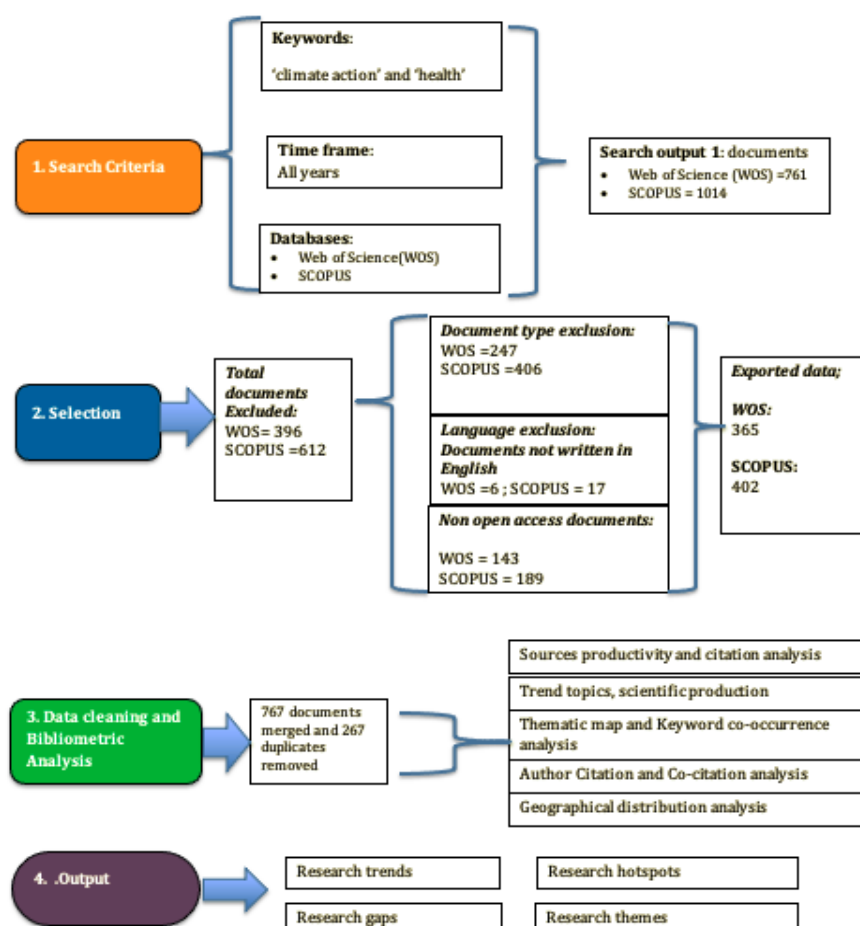 Keywords:
'climate action' and 'health'
1. Search Criteria
Time frame:
All years
Databases:
• Web of Science(WOS)
• SCOPUS
Search output 1: documents
• Web of Science (WOS) =761
• SCOPUS = 1014
2. Selection
Total
documents
Excluded:
WOS= 396
SCOPUS =612
Document type exclusion:
WOS =247
SCOPUS =406
Language exclusion:
Documents not written in
English
WOS =6 ; SCOPUS = 17
Non open access documents:
WOS = 143
SCOPUS = 189
Exported data;
WOS:
365
SCOPUS:
402
3. Data cleaning and
Bibliometric
Analysis
767 documents
merged and 267
duplicates
removed
Sources productivity and citation analysis
Trend topics, scientific production
Thematic map and Keyword co-occurrence
analysis
Author Citation and Co-citation analysis
Geographical distribution analysis
4. .Output
Research trends
Research hotspots
Research gaps
Research themes